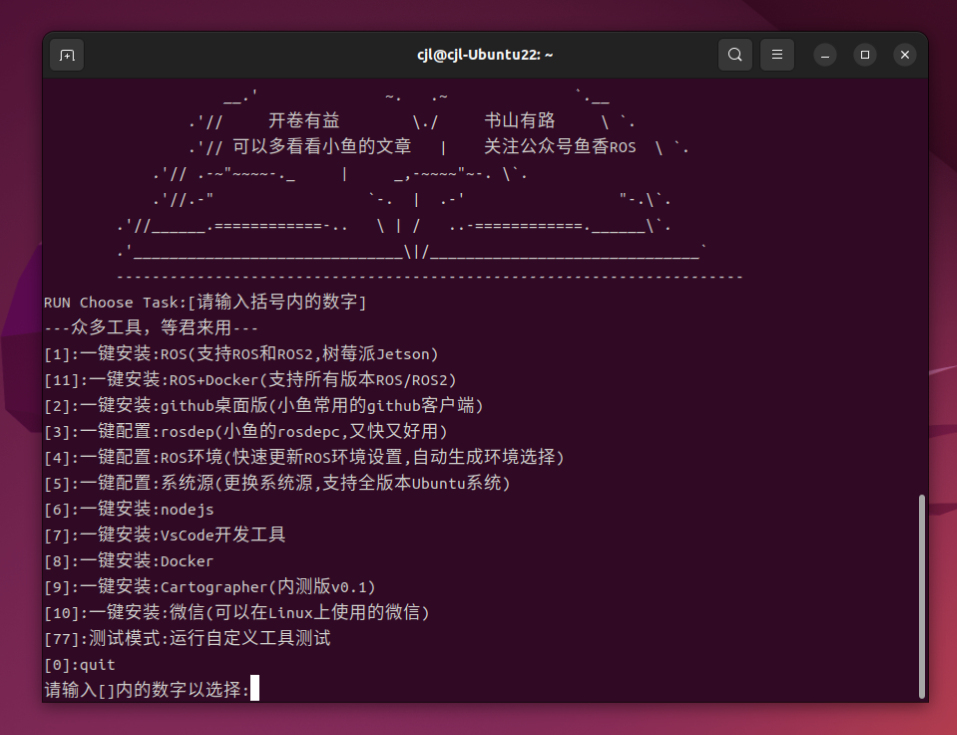 cjl@cjl-Ubuntu22: ~
__.'              ~.   .~              `.__
.'//     开卷有益        \./     书山有路     \ `.
.'// 可以多看看小鱼的文章   |    关注公众号鱼香ROS  \ `.
.'// .-~"~~~~-._     |     _,-~~~~"~-. \`.
.'//.-"                 `-.  |  .-'                 "-.\`.
.'//______.============-..   \ | /   ..-============.______\`.
.'______________________________\|/______________________________`
----------------------------------------------------------------------
RUN Choose Task:[请输入括号内的数字]
---众多工具，等君来用---
[1]:一键安装:ROS(支持ROS和ROS2,树莓派Jetson)
[11]:一键安装:ROS+Docker(支持所有版本ROS/ROS2)
[2]:一键安装:github桌面版(小鱼常用的github客户端)
[3]:一键配置:rosdep(小鱼的rosdepc,又快又好用)
[4]:一键配置:ROS环境(快速更新ROS环境设置,自动生成环境选择)
[5]:一键配置:系统源(更换系统源,支持全版本Ubuntu系统)
[6]:一键安装:nodejs
[7]:一键安装:VsCode开发工具
[8]:一键安装:Docker
[9]:一键安装:Cartographer(内测版v0.1)
[10]:一键安装:微信(可以在Linux上使用的微信)
[77]:测试模式:运行自定义工具测试
[0]:quit
请输入[]内的数字以选择: